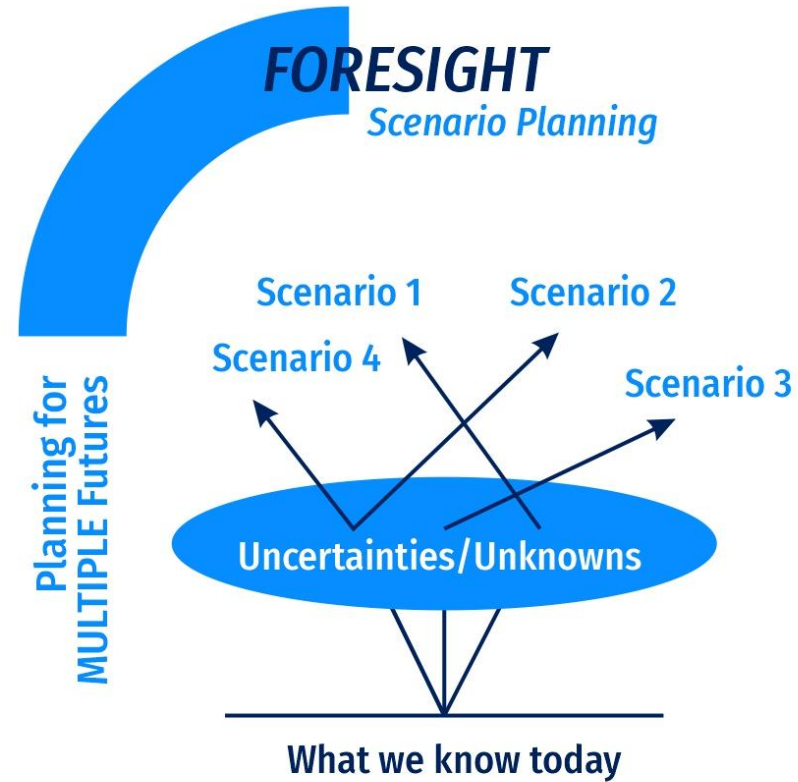 FORESIGHT
Scenario Planning
Scenario 1
Scenario 2
Scenario 4
Scenario 3
Planning for
MULTIPLE Futures
Uncertainties/Unknowns
What we know today